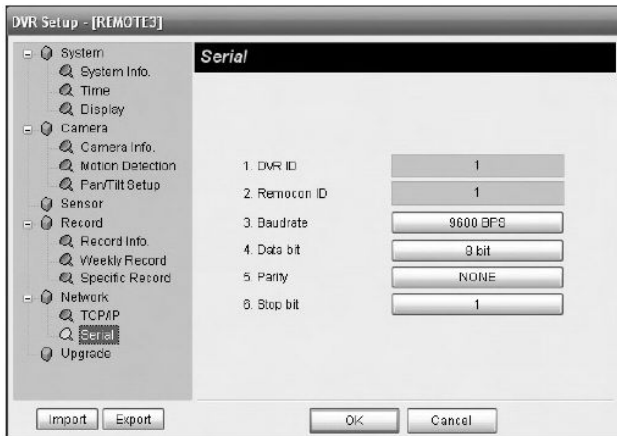 DVR Setup - [REMOTE3]
System
System Info.
Time
Display
Camera
Camera Info.
Motion Detection
Pan/Tilt Setup
Sensor
Record
Record Info.
Weekly Record
Specific Record
Network
TCP/IP
Serial
Upgrade
Import
Export
Serial
1. DVR ID
1
2. Remocon ID
1
3. Baudrate
9600 BPS
4. Data bit
8 bit
5. Parity
NONE
6. Stop bit
1
OK
Cancel